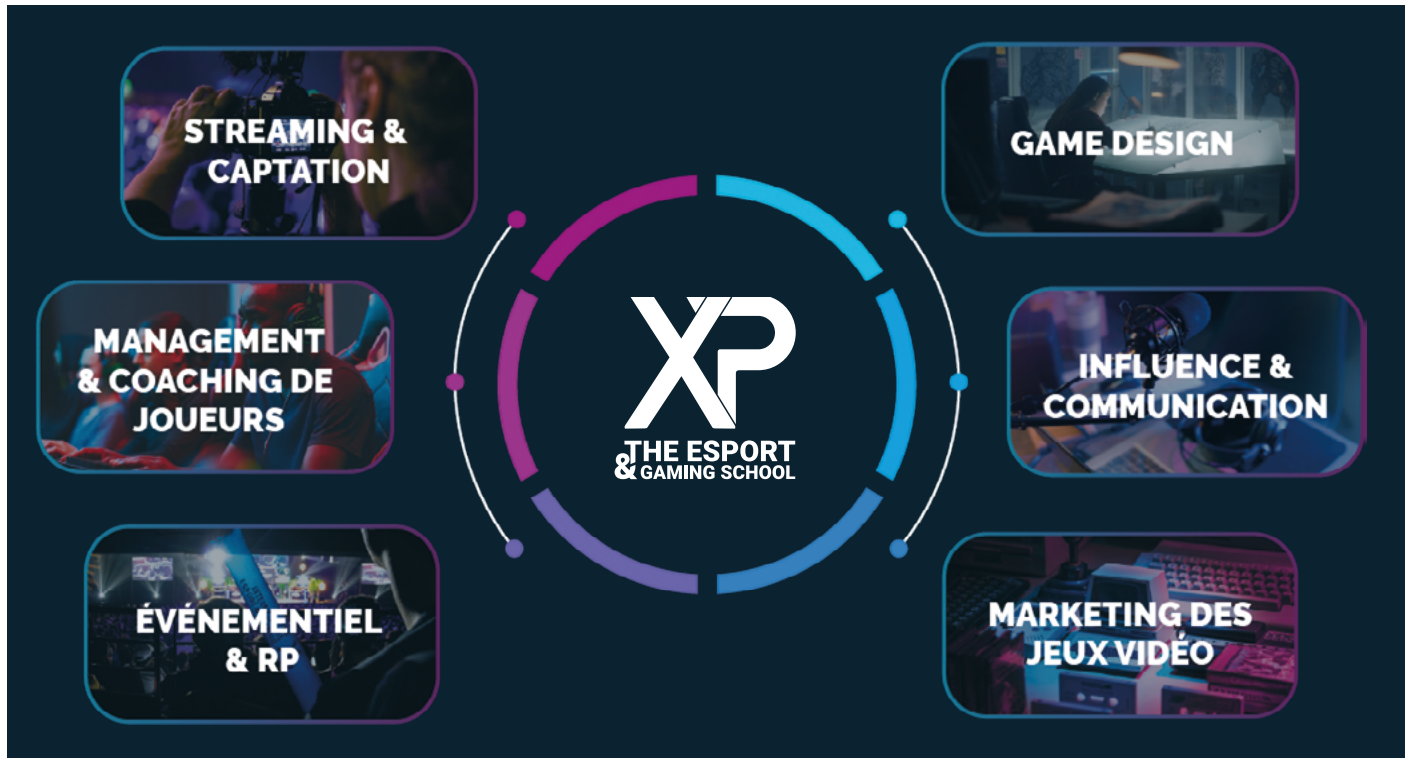 STREAMING &
CAPTATION
GAME DESIGN
MANAGEMENT
& COACHING DE
JOUEURS
XP
THE ESPORT
& GAMING SCHOOL
INFLUENCE &
COMMUNICATION
ÉVÉNEMENTIEL
& RP
MARKETING DES
JEUX VIDÉO